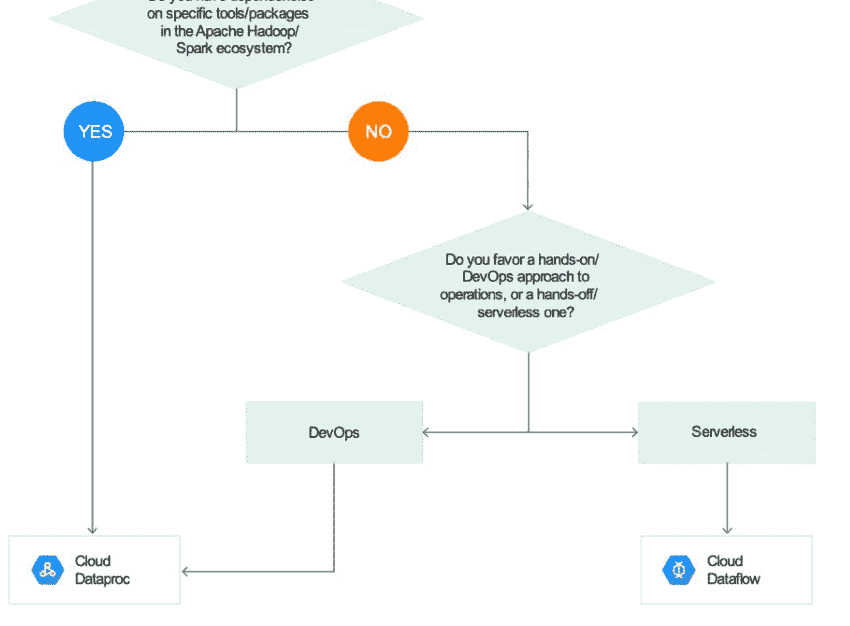 on specific tools/packages
in the Apache Hadoop/
Spark ecosystem?
YES
NO
Do you favor a hands-on/
DevOps approach to
operations, or a hands-off/
serverless one?
DevOps
Serverless
Cloud
Dataproc
Cloud
Dataflow